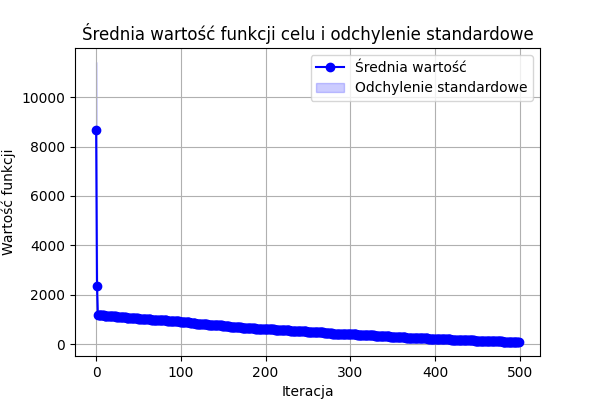 Średnia wartość funkcji celu i odchylenie standardowe
Średnia wartość
Odchylenie standardowe
Wartość funkcji
10000
8000
6000
4000
2000
0
0 100 200 300 400 500
Iteracja